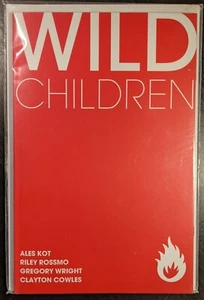 WILD
CHILDREN
ALES KOT
RILEY ROSSMO
GREGORY WRIGHT
CLAYTON COWLES